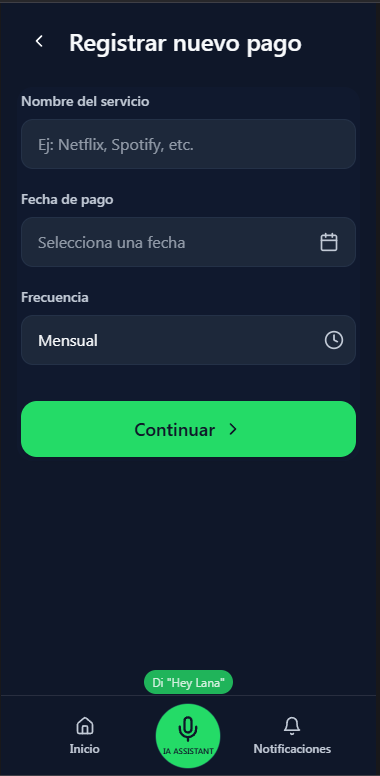 Registrar nuevo pago
Nombre del servicio
Ej: Netflix, Spotify, etc.
Fecha de pago
Selecciona una fecha
Frecuencia
Mensual
Continuar
Di "Hey Lana"
IA ASSISTANT
Inicio
Notificaciones